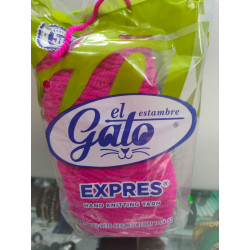 el
estambre
Gato
EXPRES®
HAND KNITTING YARN